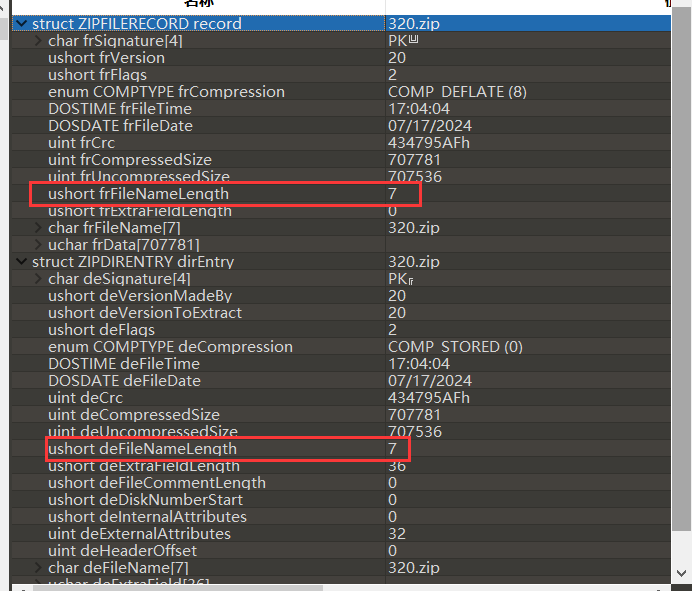 名称
struct ZIPFILERECORD record 320.zip
char frSignature[4] PK
ushort frVersion 20
ushort frFlags 2
enum COMPTYPE frCompression COMP_DEFLATE (8)
DOSTIME frFileTime 17:04:04
DOSDATE frFileDate 07/17/2024
uint frCrc 434795AFh
uint frCompressedSize 707781
uint frUncompressedSize 707536
ushort frFileNameLength 7
ushort frExtraFieldLength 0
char frFileName[7] 320.zip
uchar frData[707781]
struct ZIPDIRENTRY dirEntry 320.zip
char deSignature[4] PK
ushort deVersionMadeBy 20
ushort deVersionToExtract 20
ushort deFlags 2
enum COMPTYPE deCompression COMP_STORED (0)
DOSTIME deFileTime 17:04:04
DOSDATE deFileDate 07/17/2024
uint deCrc 434795AFh
uint deCompressedSize 707781
uint deUncompressedSize 707536
ushort deFileNameLength 7
ushort deExtraFieldLength 36
ushort deFileCommentLength 0
ushort deDiskNumberStart 0
ushort deInternalAttributes 0
uint deExternalAttributes 32
uint deHeaderOffset 0
char deFileName[7] 320.zip
uchar deExtraField[36]